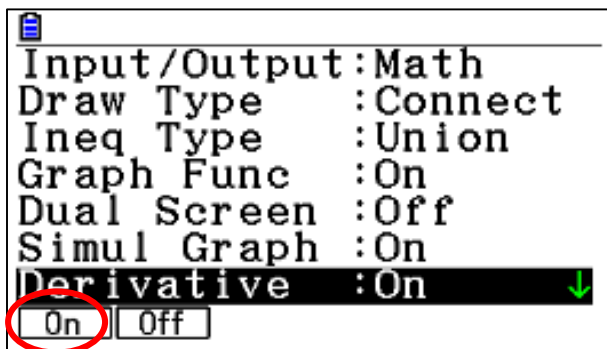 Input/Output:Math
Draw Type :Connect
Ineq Type :Union
Graph Func :On
Dual Screen :Off
Simul Graph :On
Derivative :On ↓
On Off